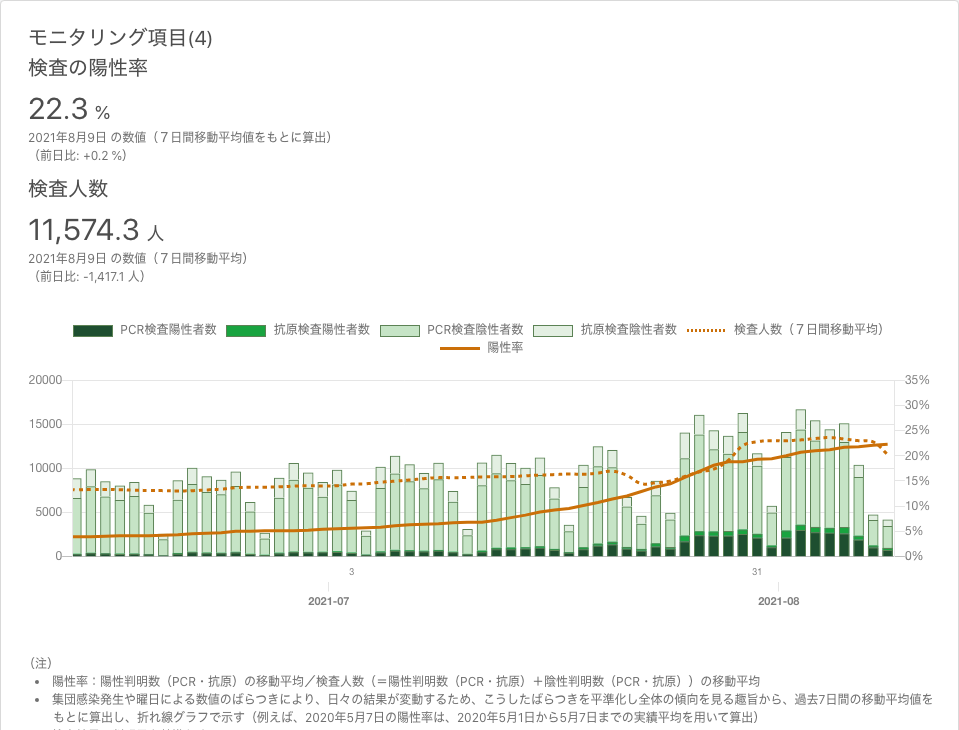 モニタリング項目(4)
検査の陽性率
22.3 %
2021年8月9日 の数値（７日間移動平均値をもとに算出）
（前日比: +0.2 %）
検査人数
11,574.3 人
2021年8月9日 の数値（７日間移動平均）
（前日比: -1,417.1 人）
PCR検査陽性者数 抗原検査陽性者数 PCR検査陰性者数 抗原検査陰性者数 検査人数（７日間移動平均）
陽性率
20000 35%
30%
15000
25%
10000 20%
15%
5000 10%
5%
0 0%
3 31
2021-07 2021-08
（注）
• 陽性率：陽性判明数（PCR・抗原）の移動平均／検査人数（＝陽性判明数（PCR・抗原）＋陰性判明数（PCR・抗原））の移動平均
• 集団感染発生や曜日による数値のばらつきにより、日々の結果が変動するため、こうしたばらつきを平準化し全体の傾向を見る趣旨から、過去7日間の移動平均値を
もとに算出し、折れ線グラフで示す（例えば、2020年5月7日の陽性率は、2020年5月1日から5月7日までの実績平均を用いて算出）